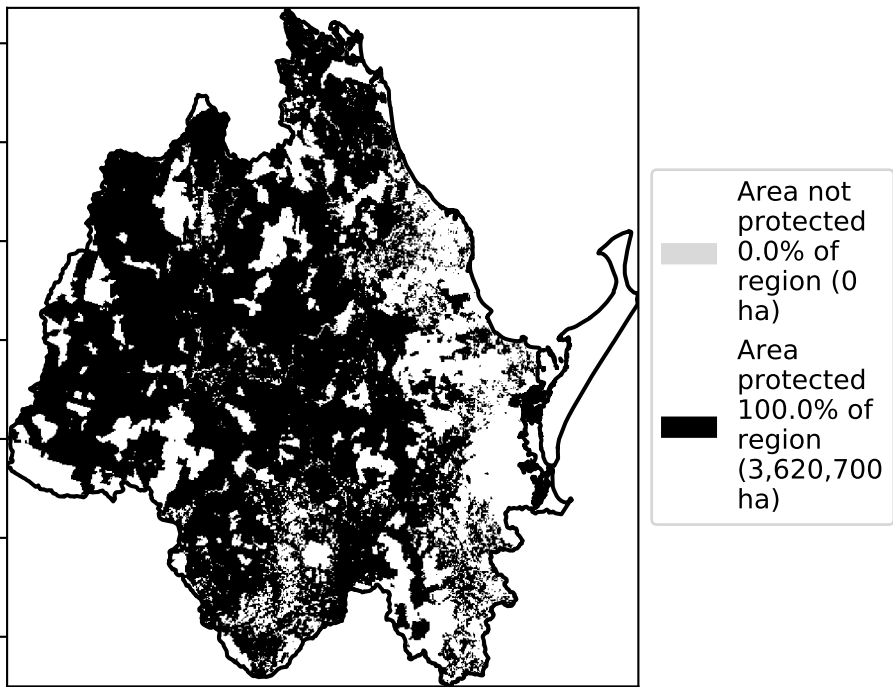 Area not
protected
0.0% of
region (0
ha)
Area
protected
100.0% of
region
(3,620,700
ha)